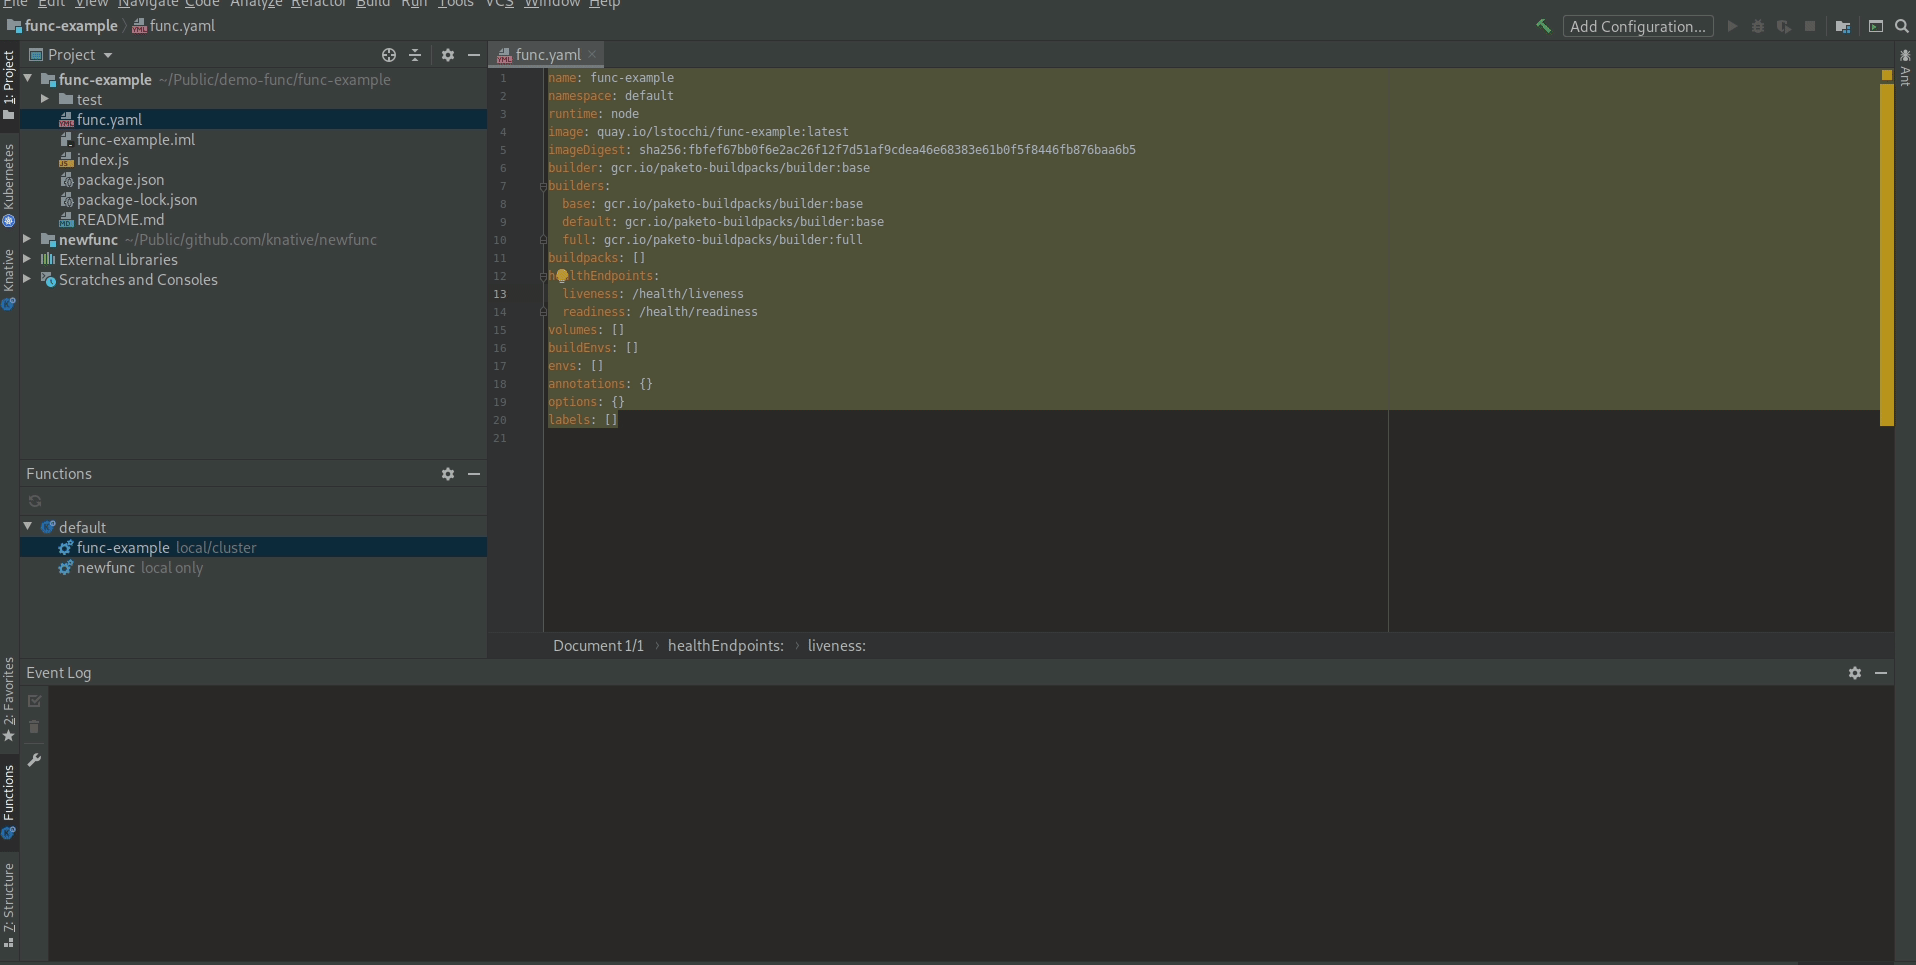 File Edit View Navigate Code Analyze Refactor Build Run Tools VCS Window Help
func-example func.yaml
Add Configuration...
1: Project
Kubernetes
Knative
2: Favorites
Functions
7: Structure
Project
func-example ~/Public/demo-func/func-example
test
func.yaml
func-example.iml
index.js
package.json
package-lock.json
README.md
newfunc ~/Public/github.com/knative/newfunc
External Libraries
Scratches and Consoles
func.yaml
1 name: func-example
2 namespace: default
3 runtime: node
4 image: quay.io/lstocchi/func-example:latest
5 imageDigest: sha256:fbfef67bb0f6e2ac26f12f7d51af9cdea46e68383e61b0f5f8446fb876baa6b5
6 builder: gcr.io/paketo-buildpacks/builder:base
7 builders:
8 base: gcr.io/paketo-buildpacks/builder:base
9 default: gcr.io/paketo-buildpacks/builder:base
10 full: gcr.io/paketo-buildpacks/builder:full
11 buildpacks: []
12 healthEndpoints:
13 liveness: /health/liveness
14 readiness: /health/readiness
15 volumes: []
16 buildEnvs: []
17 envs: []
18 annotations: {}
19 options: {}
20 labels: []
21
Document 1/1 › healthEndpoints: › liveness:
Ant
Functions
default
func-example local/cluster
newfunc local only
Event Log